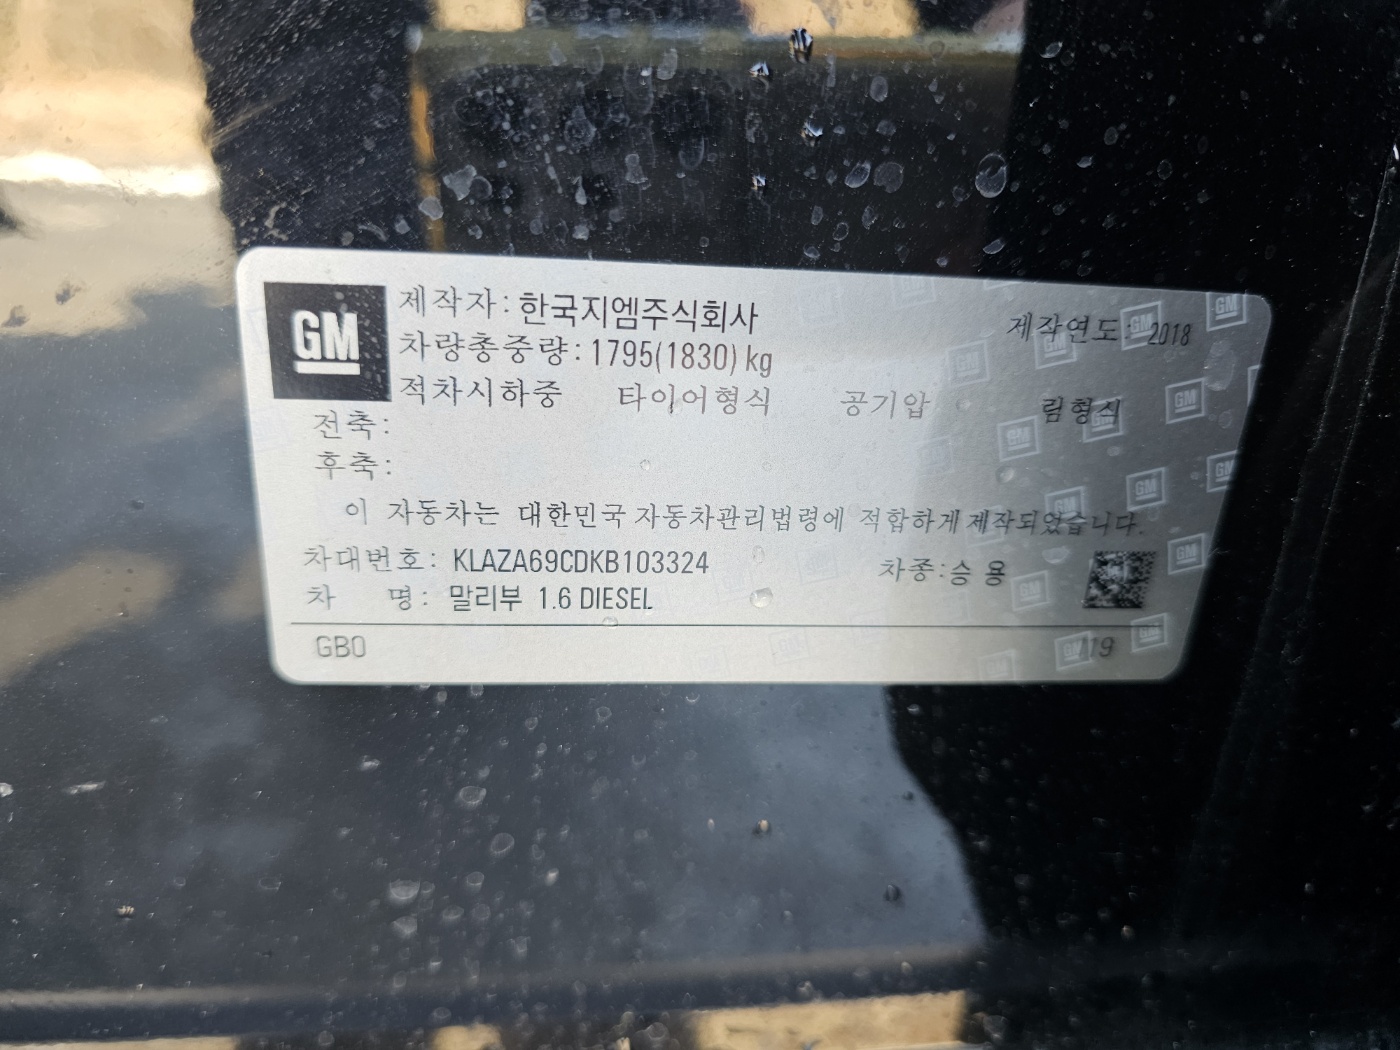 GM
제작자: 한국지엠주식회사 제작연도: 2018
차량총중량: 1795(1830) kg
적차시하중 타이어형식 공기압 림형식
전축:
후축:
이 자동차는 대한민국 자동차관리법령에 적합하게 제작되었습니다.
차대번호: KLAZA69CDKB103324 차종: 승 용
차 명: 말리부 1.6 DIESEL
GB0 /19